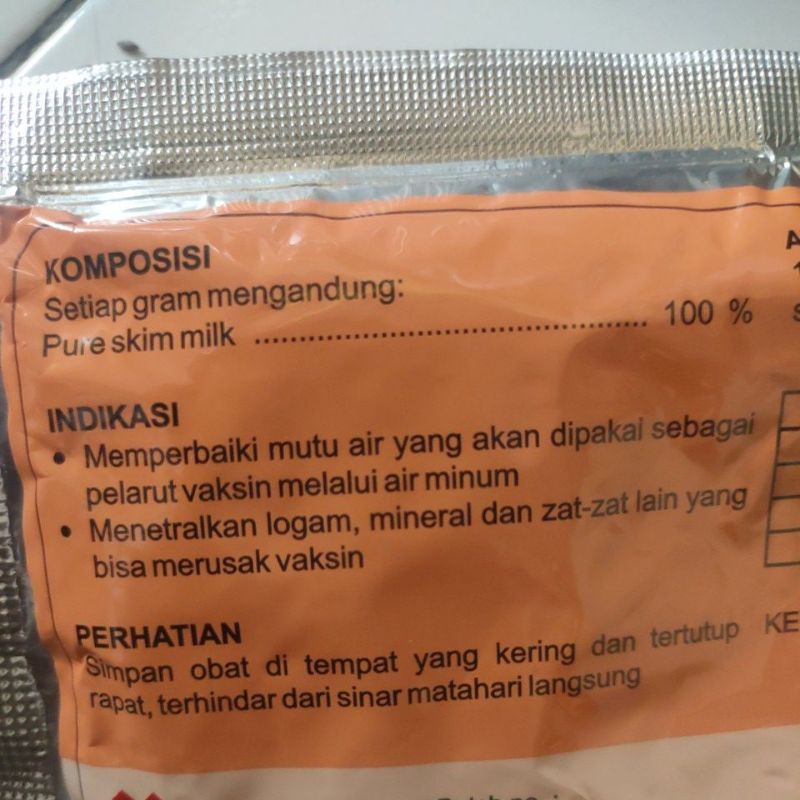 KOMPOSISI
Setiap gram mengandung:
Pure skim milk ................................................ 100 %
INDIKASI
• Memperbaiki mutu air yang akan dipakai sebagai
pelarut vaksin melalui air minum
• Menetralkan logam, mineral dan zat-zat lain yang
bisa merusak vaksin
PERHATIAN
Simpan obat di tempat yang kering dan tertutup
rapat, terhindar dari sinar matahari langsung
KE